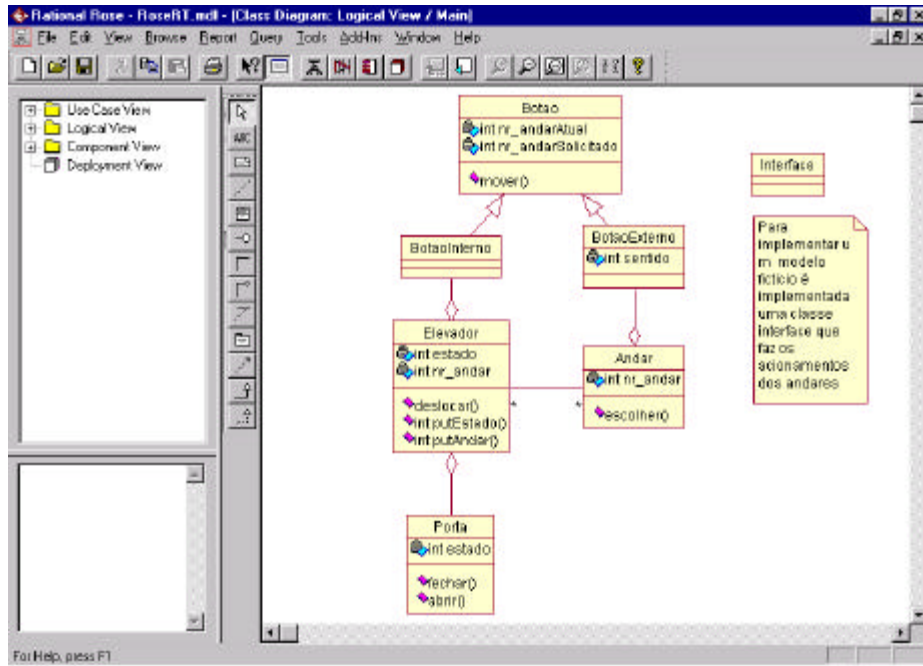 Rational Rose - RoseRT.mdl - [Class Diagram: Logical View / Main]
File Edit View Browse Report Query Tools Add-Ins Window Help
Use Case View
Logical View
Component View
Deployment View
ABC
Botao
int nr_andarAtual
int nr_andarSolicitado
mover()
Interface
BotaoInterno
BotaoExterno
int sentido
Para
implementar u
m modelo
fictício é
implementada
uma classe
interface que
faz os
acionamentos
dos andares
Elevador
int estado
int nr_andar
deslocar()
int putEstado()
int putAndar()
Andar
int nr_andar
escolher()
*
*
Porta
int estado
fechar()
abrir()
For Help, press F1